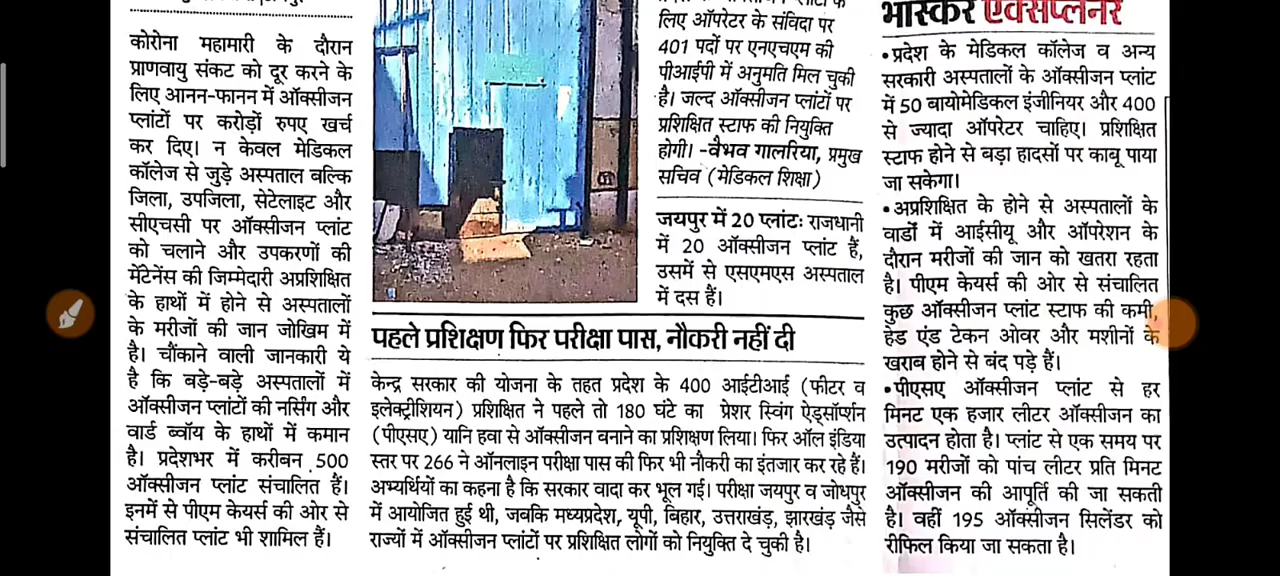 कोरोना महामारी के दौरान
प्राणवायु संकट को दूर करने के
लिए आनन-फानन में ऑक्सीजन
प्लांटों पर करोड़ों रुपए खर्च
कर दिए। न केवल मेडिकल
कॉलेज से जुड़े अस्पताल बल्कि
जिला, उपजिला, सेटेलाइट और
सीएचसी पर ऑक्सीजन प्लांट
को चलाने और उपकरणों की
मेंटेनेंस की जिम्मेदारी अप्रशिक्षित
के हाथों में होने से अस्पतालों
के मरीजों की जान जोखिम में
है। चौंकाने वाली जानकारी ये
है कि बड़े-बड़े अस्पतालों में
ऑक्सीजन प्लांटों की नर्सिंग और
वार्ड ब्वॉय के हाथों में कमान
है। प्रदेशभर में करीबन 500
ऑक्सीजन प्लांट संचालित हैं।
इनमें से पीएम केयर्स की ओर से
संचालित प्लांट भी शामिल हैं।
लिए ऑपरेटर के संविदा पर
401 पदों पर एनएचएम की
पीआईपी में अनुमति मिल चुकी
है। जल्द ऑक्सीजन प्लांटों पर
प्रशिक्षित स्टाफ की नियुक्ति
होगी। -वैभव गालरिया, प्रमुख
सचिव (मेडिकल शिक्षा)
जयपुर में 20 प्लांटः राजधानी
में 20 ऑक्सीजन प्लांट हैं,
उसमें से एसएमएस अस्पताल
में दस हैं।
पहले प्रशिक्षण फिर परीक्षा पास, नौकरी नहीं दी
केन्द्र सरकार की योजना के तहत प्रदेश के 400 आईटीआई (फीटर व
इलेक्ट्रीशियन) प्रशिक्षित ने पहले तो 180 घंटे का प्रेशर स्विंग ऐड्सॉर्प्शन
(पीएसए) यानि हवा से ऑक्सीजन बनाने का प्रशिक्षण लिया। फिर ऑल इंडिया
स्तर पर 266 ने ऑनलाइन परीक्षा पास की फिर भी नौकरी का इंतजार कर रहे हैं।
अभ्यर्थियों का कहना है कि सरकार वादा कर भूल गई। परीक्षा जयपुर व जोधपुर
में आयोजित हुई थी, जबकि मध्यप्रदेश, यूपी, बिहार, उत्तराखंड, झारखंड जैसे
राज्यों में ऑक्सीजन प्लांटों पर प्रशिक्षित लोगों को नियुक्ति दे चुकी है।
भास्कर एक्सप्लेनर
•प्रदेश के मेडिकल कॉलेज व अन्य
सरकारी अस्पतालों के ऑक्सीजन प्लांट
में 50 बायोमेडिकल इंजीनियर और 400
से ज्यादा ऑपरेटर चाहिए। प्रशिक्षित
स्टाफ होने से बड़ा हादसों पर काबू पाया
जा सकेगा।
•अप्रशिक्षित के होने से अस्पतालों के
वार्डों में आईसीयू और ऑपरेशन के
दौरान मरीजों की जान को खतरा रहता
है। पीएम केयर्स की ओर से संचालित
कुछ ऑक्सीजन प्लांट स्टाफ की कमी,
हेड एंड टेकन ओवर और मशीनों के
खराब होने से बंद पड़े हैं।
•पीएसए ऑक्सीजन प्लांट से हर
मिनट एक हजार लीटर ऑक्सीजन का
उत्पादन होता है। प्लांट से एक समय पर
190 मरीजों को पांच लीटर प्रति मिनट
ऑक्सीजन की आपूर्ति की जा सकती
है। वहीं 195 ऑक्सीजन सिलेंडर को
रीफिल किया जा सकता है।